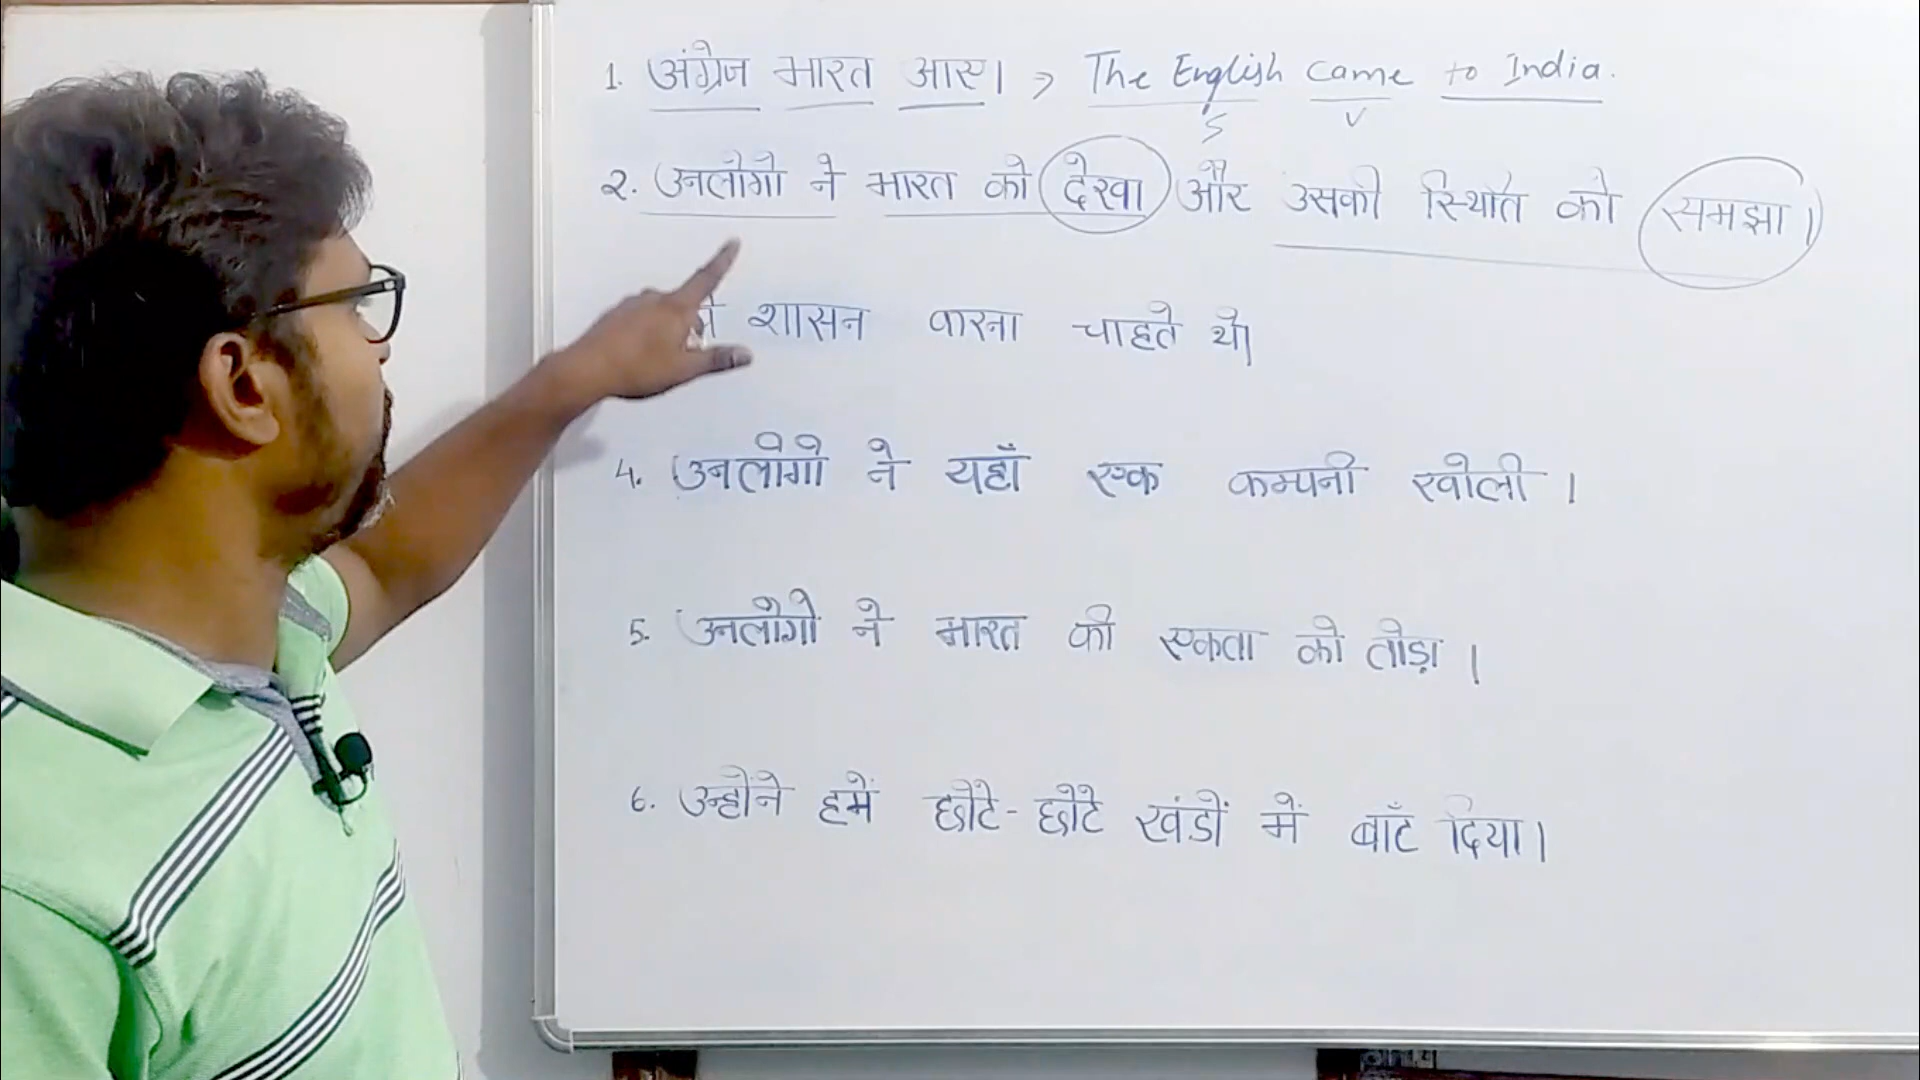 1. अंग्रेज भारत आए। → The English came to India.
S V
२. उनलोगो ने भारत को देखा और उसकी स्थिति को समझा।
वे शासन करना चाहते थे।
4. उनलोगो ने यहाँ एक कम्पनी खोली ।
5. उनलोगो ने भारत की एकता को तोड़ा ।
6. उन्होंने हमें छोटे-छोटे खंडों में बाँट दिया।